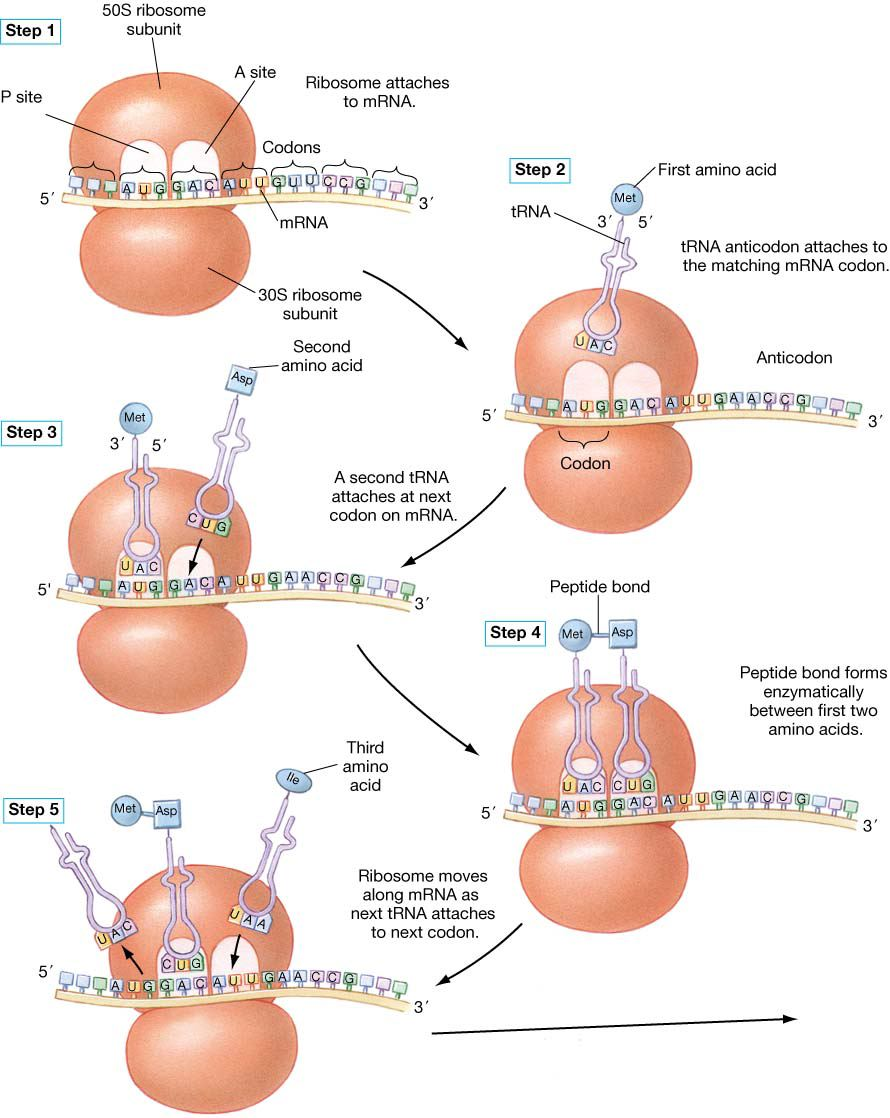 Step 1
50S ribosome
subunit
P site
A site
Ribosome attaches
to mRNA.
Codons
A U G G A C A U U G U U C C G
5′
3′
mRNA
30S ribosome
subunit
Step 2
First amino acid
Met
3′ 5′
tRNA
tRNA anticodon attaches to
the matching mRNA codon.
U A C
Anticodon
5′
A U G G A C A U U G A A C C G
3′
Codon
Step 3
Second
amino acid
Asp
Met
3′ 5′
A second tRNA
attaches at next
codon on mRNA.
C U G
U A C
5′
A U G G A C A U U G A A C C G
3′
Step 4
Peptide bond
Met
Asp
Peptide bond forms
enzymatically
between first two
amino acids.
U A C C U G
5′
A U G G A C A U U G A A C C G
3′
Step 5
Third
amino
acid
Ile
Met
Asp
Ribosome moves
along mRNA as
next tRNA attaches
to next codon.
U A C
U A A
C U G
5′
A U G G A C A U U G A A C C G
3′